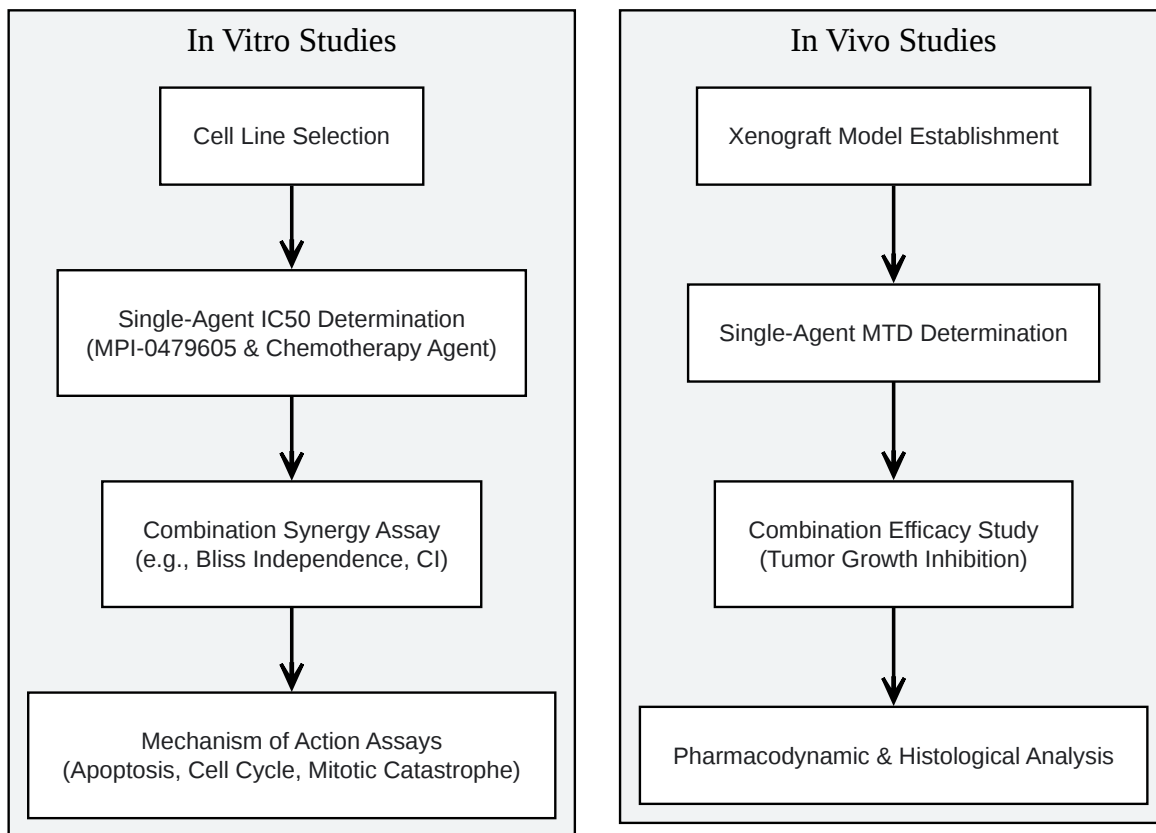 In Vitro Studies
Cell Line Selection
Single-Agent IC50 Determination
(MPI-0479605 & Chemotherapy Agent)
Combination Synergy Assay
(e.g., Bliss Independence, CI)
Mechanism of Action Assays
(Apoptosis, Cell Cycle, Mitotic Catastrophe)
In Vivo Studies
Xenograft Model Establishment
Single-Agent MTD Determination
Combination Efficacy Study
(Tumor Growth Inhibition)
Pharmacodynamic & Histological Analysis